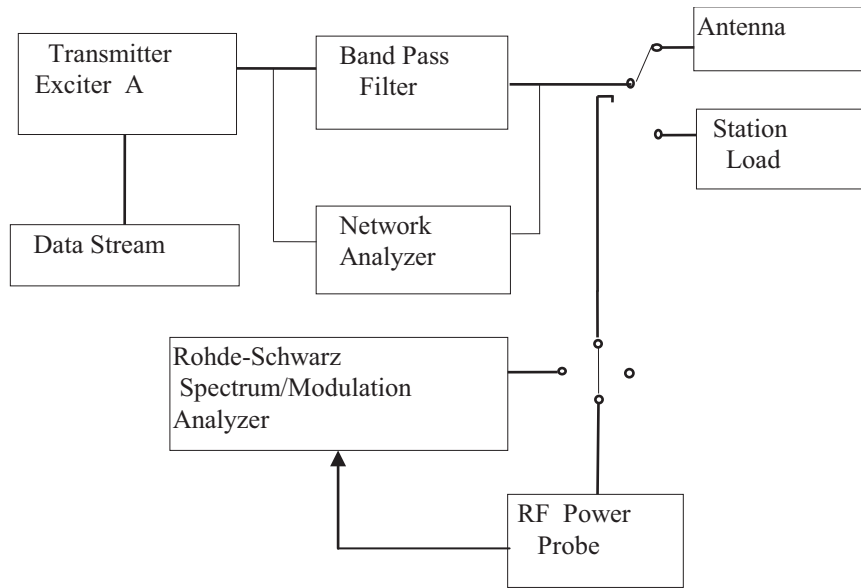 Transmitter
Exciter A
Band Pass
Filter
Antenna
Station
Load
Data Stream
Network
Analyzer
Rohde-Schwarz
Spectrum/Modulation
Analyzer
RF Power
Probe